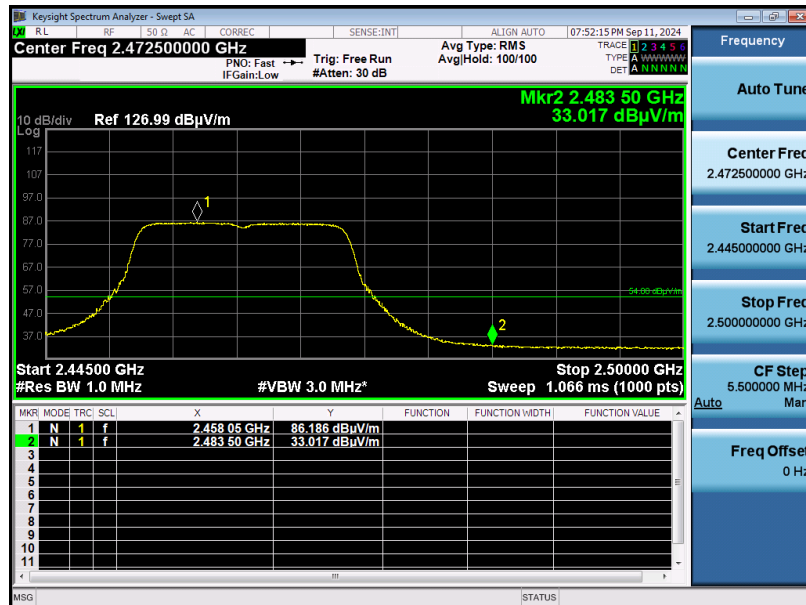 Keysight Spectrum Analyzer - Swept SA
LXI RL RF 50 Ω AC CORREC SENSE:INT ALIGN AUTO 07:52:15 PM Sep 11, 2024
Center Freq 2.472500000 GHz
PNO: Fast
IFGain:Low
Trig: Free Run
#Atten: 30 dB
Avg Type: RMS
Avg|Hold: 100/100
TRACE 1 2 3 4 5 6
TYPE A WWWWW
DET A N N N N N
Mkr2 2.483 50 GHz
33.017 dBµV/m
10 dB/div Ref 126.99 dBµV/m
Log
117
107
97.0
87.0
77.0
67.0
57.0
47.0
37.0
1
2
54.00 dBµV/m
Start 2.44500 GHz Stop 2.50000 GHz
#Res BW 1.0 MHz #VBW 3.0 MHz* Sweep 1.066 ms (1000 pts)
MKR MODE TRC SCL X Y FUNCTION FUNCTION WIDTH FUNCTION VALUE
1 N 1 f 2.458 05 GHz 86.186 dBµV/m
2 N 1 f 2.483 50 GHz 33.017 dBµV/m
3
4
5
6
7
8
9
10
11
MSG STATUS
Frequency
Auto Tune
Center Freq
2.472500000 GHz
Start Freq
2.445000000 GHz
Stop Freq
2.500000000 GHz
CF Step
5.500000 MHz
Auto Man
Freq Offset
0 Hz